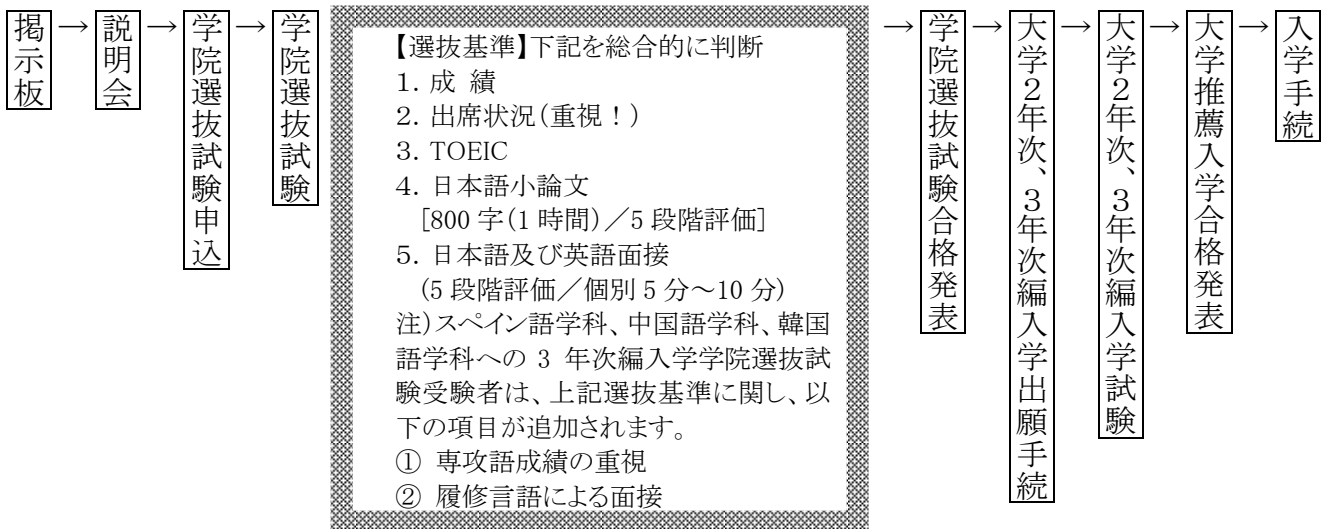 掲示板
→
説明会
→
学院選抜試験申込
→
学院選抜試験
【選抜基準】下記を総合的に判断
1．成 績
2．出席状況（重視！）
3．TOEIC
4．日本語小論文
［800 字（1 時間）／5 段階評価］
5．日本語及び英語面接
（5 段階評価／個別 5 分～10 分）
注）スペイン語学科、中国語学科、韓国
語学科への 3 年次編入学学院選抜試
験受験者は、上記選抜基準に関し、以
下の項目が追加されます。
① 専攻語成績の重視
② 履修言語による面接
→
学院選抜試験合格発表
→
大学２年次、３年次編入学出願手続
→
大学２年次、３年次編入学試験
→
大学推薦入学合格発表
→
入学手続